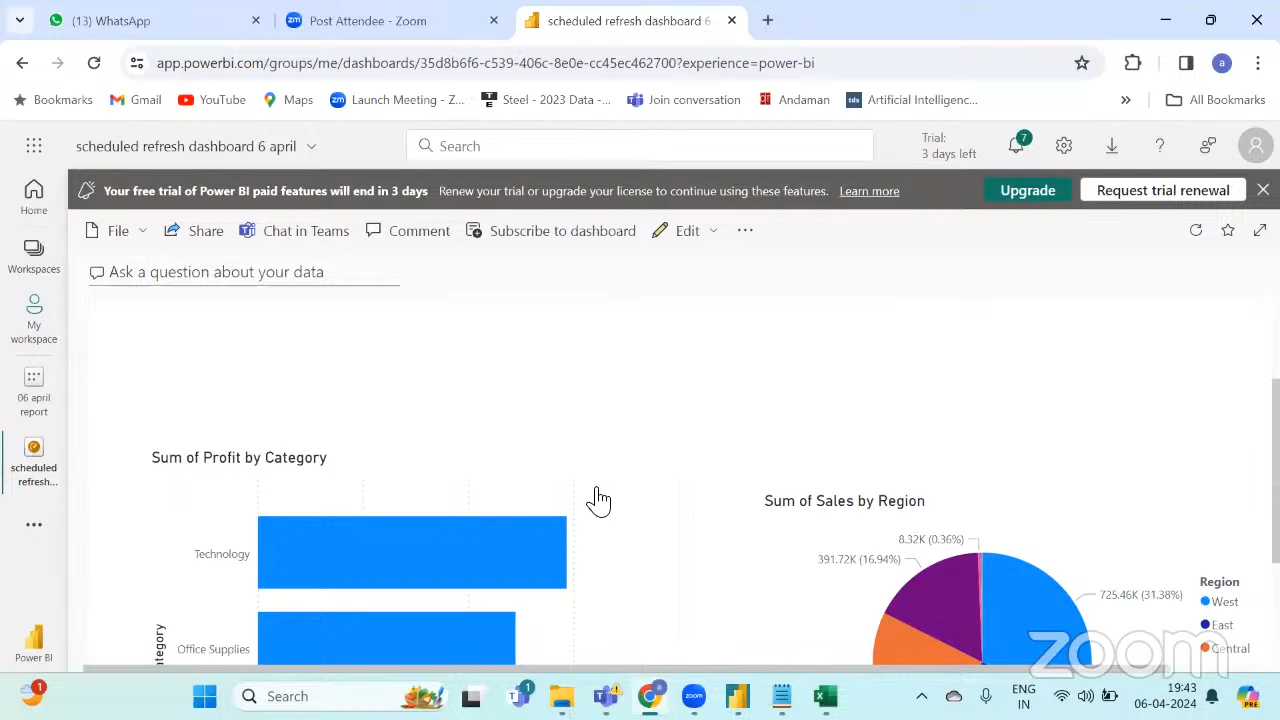 (13) WhatsApp
Post Attendee - Zoom
scheduled refresh dashboard 6
app.powerbi.com/groups/me/dashboards/35d8b6f6-c539-406c-8e0e-cc45ec462700?experience=power-bi
Bookmarks
Gmail
YouTube
Maps
Launch Meeting - Z...
Steel - 2023 Data -...
Join conversation
Andaman
Artificial Intelligenc...
All Bookmarks
scheduled refresh dashboard 6 april
Search
Trial:
3 days left
7
Your free trial of Power BI paid features will end in 3 days
Renew your trial or upgrade your license to continue using these features. Learn more
Upgrade
Request trial renewal
Home
Workspaces
My
workspace
06 april
report
scheduled
refresh...
Power BI
File
Share
Chat in Teams
Comment
Subscribe to dashboard
Edit
Ask a question about your data
Sum of Profit by Category
Technology
Office Supplies
Sum of Sales by Region
8.32K (0.36%)
391.72K (16.94%)
725.46K (31.38%)
Region
West
East
Central
zoom
1
Search
1
a
zoom
ENG
IN
19:43
06-04-2024
PRE